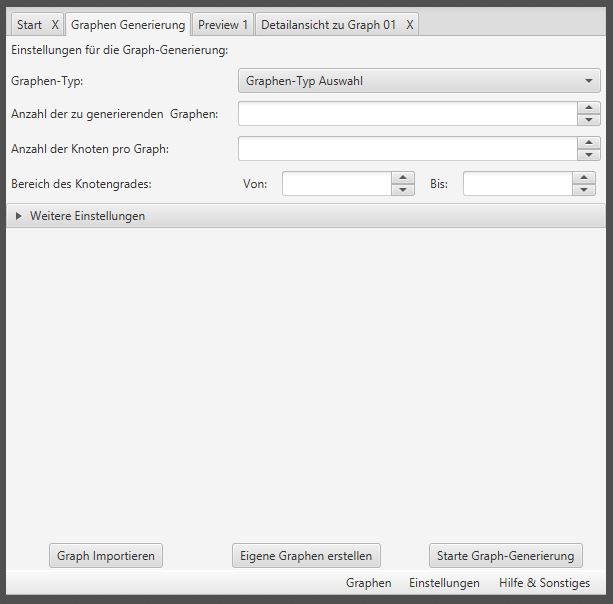 Start X Graphen Generierung Preview 1 Detailansicht zu Graph 01 X
Einstellungen für die Graph-Generierung:
Graphen-Typ: Graphen-Typ Auswahl
Anzahl der zu generierenden Graphen:
Anzahl der Knoten pro Graph:
Bereich des Knotengrades: Von: Bis:
Weitere Einstellungen
Graph Importieren Eigene Graphen erstellen Starte Graph-Generierung
Graphen Einstellungen Hilfe & Sonstiges